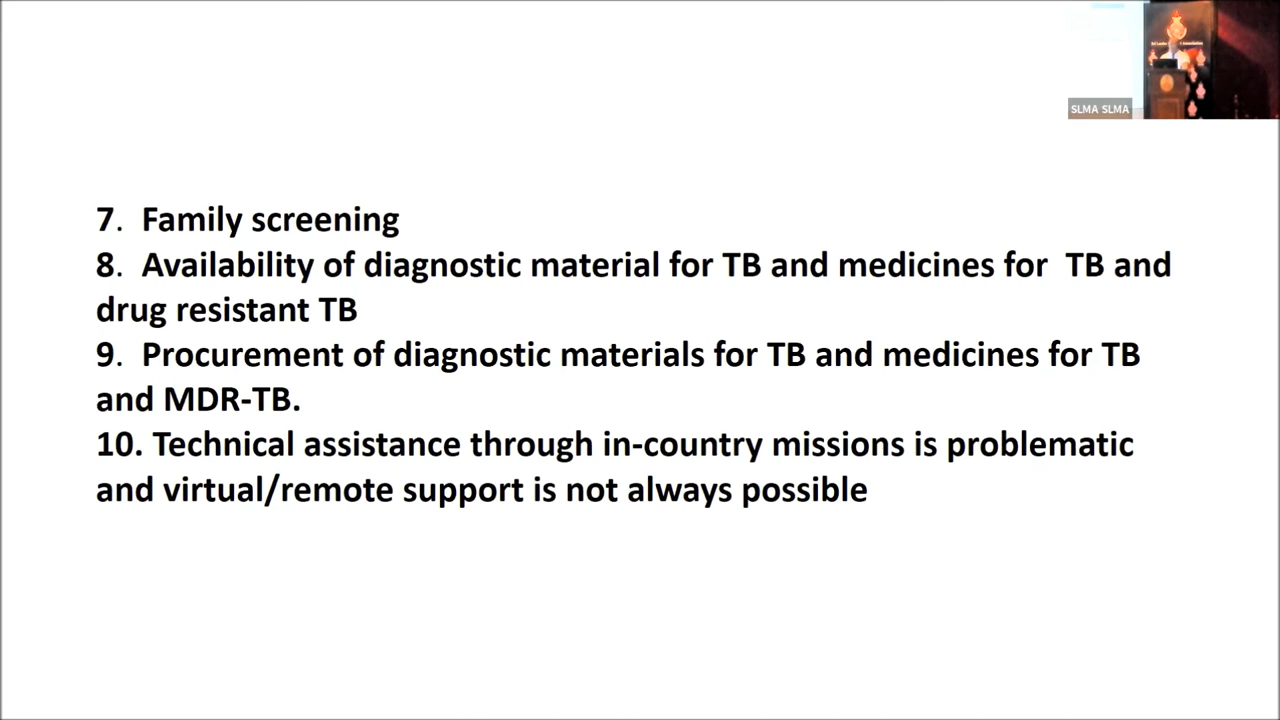 SLMA SLMA
7. Family screening
8. Availability of diagnostic material for TB and medicines for TB and
drug resistant TB
9. Procurement of diagnostic materials for TB and medicines for TB
and MDR-TB.
10. Technical assistance through in-country missions is problematic
and virtual/remote support is not always possible